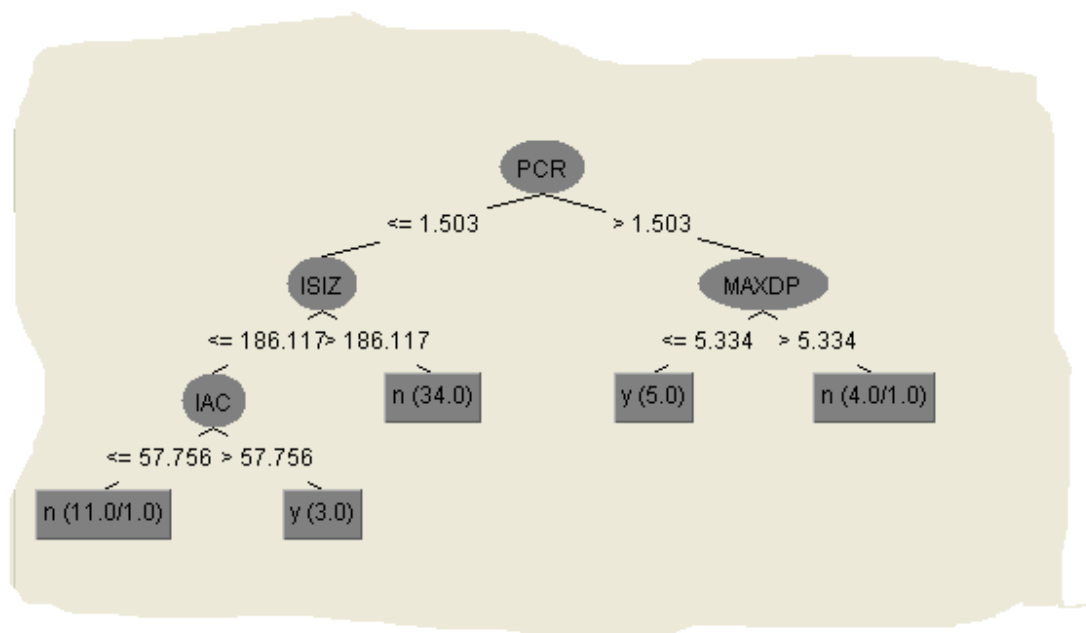 PCR
<= 1.503 > 1.503
ISIZ MAXDP
<= 186.117 > 186.117 <= 5.334 > 5.334
IAC n (34.0) y (5.0) n (4.0/1.0)
<= 57.756 > 57.756
n (11.0/1.0) y (3.0)